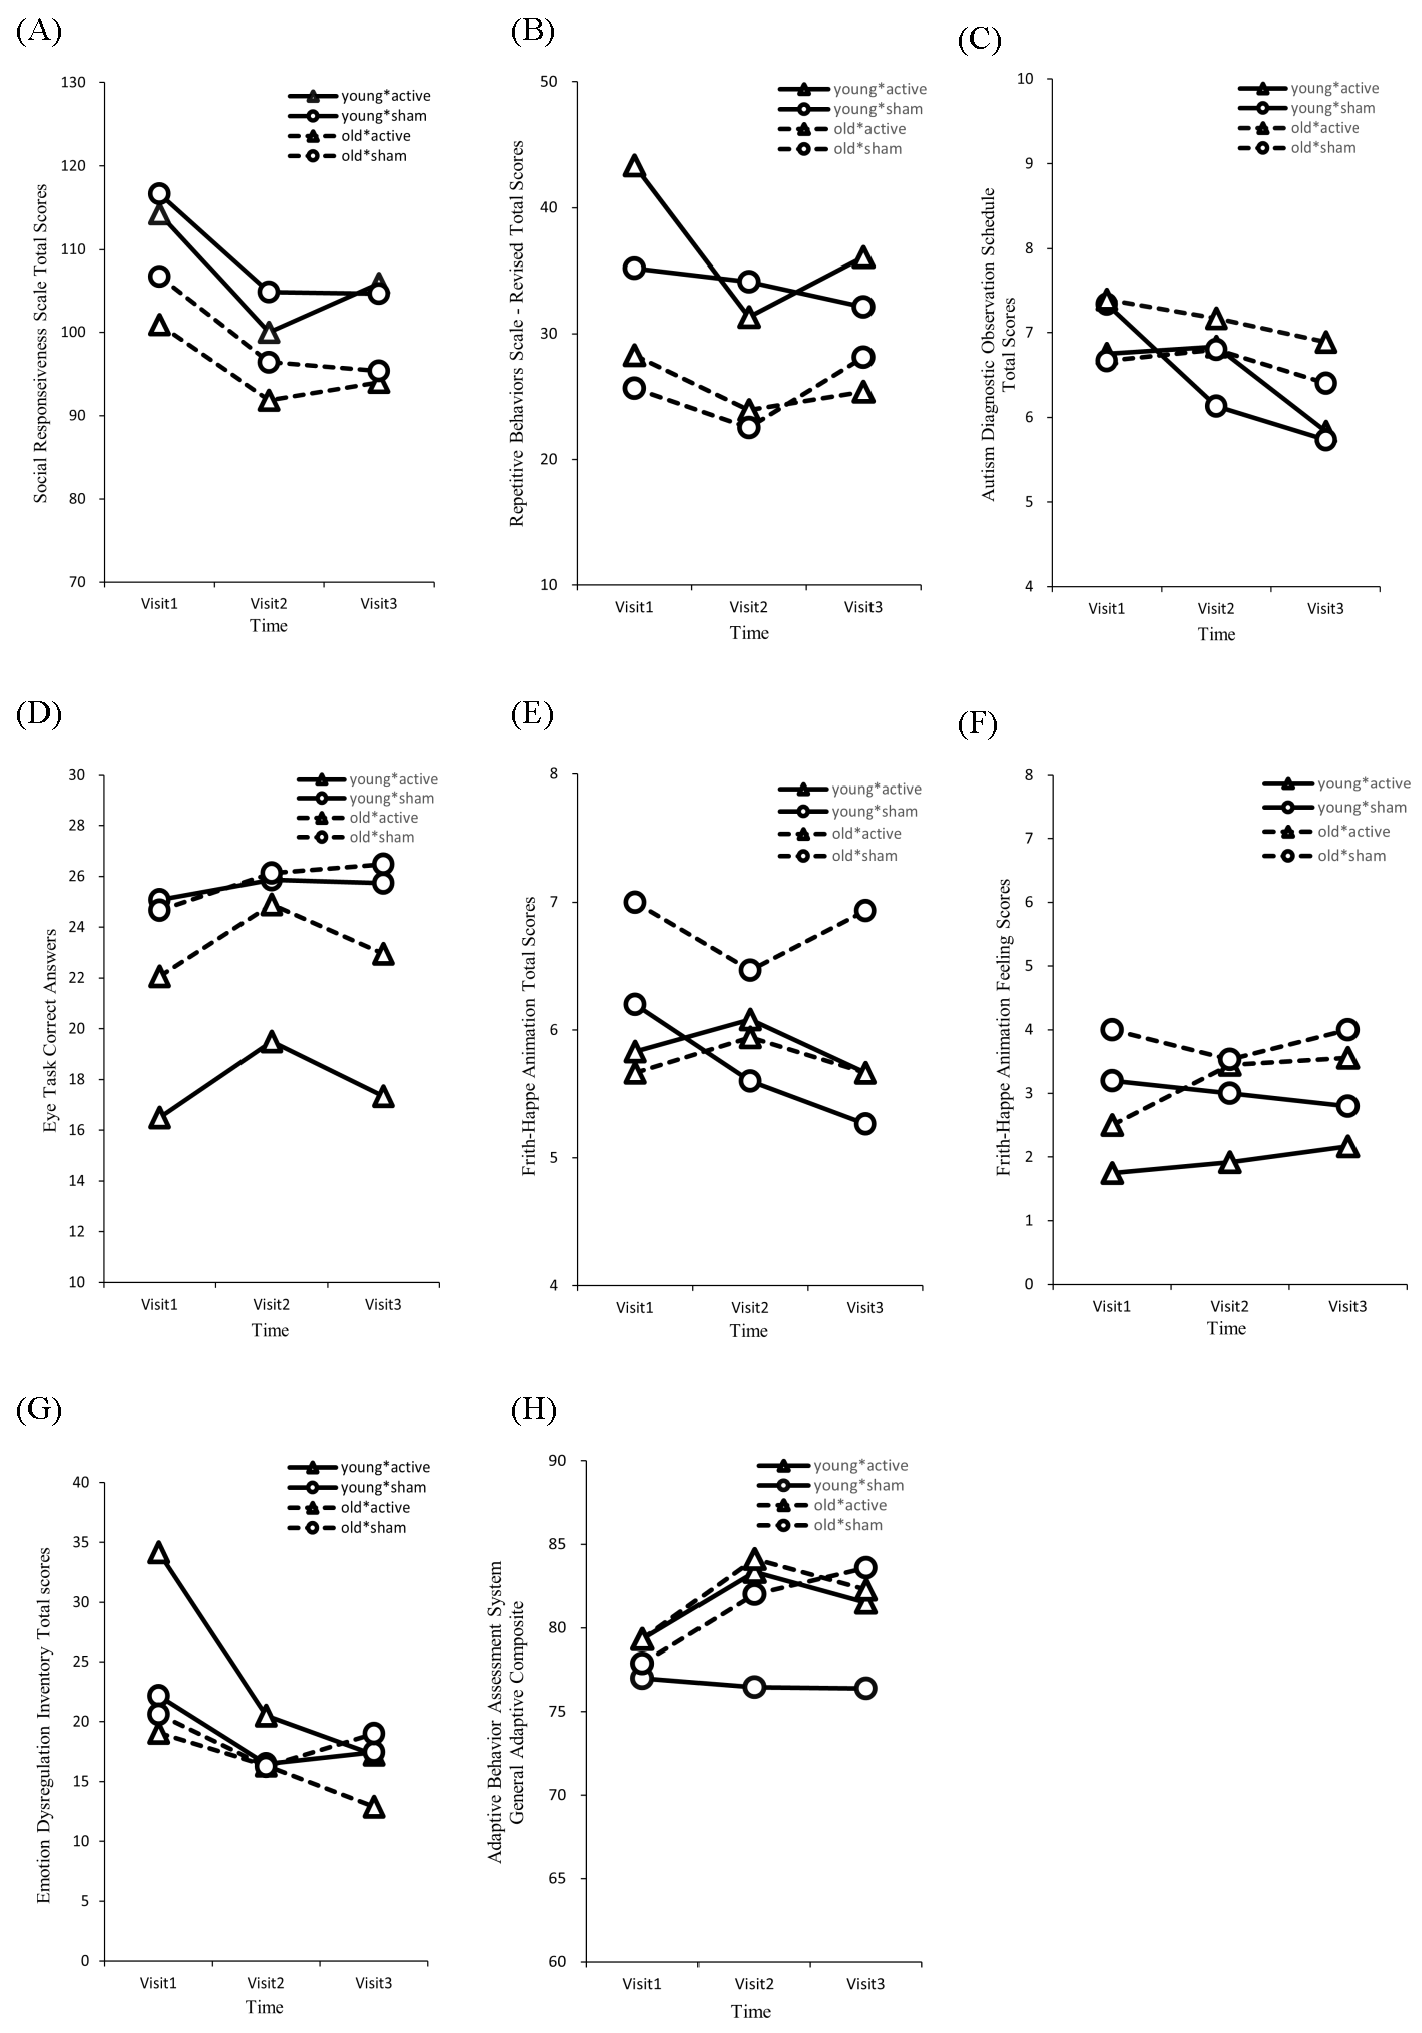 (A)
130
120
110
100
90
80
70
Social Responseiveness Scale Total Scores
young*active
young*sham
old*active
old*sham
Visit1 Visit2 Visit3
Time
(B)
50
40
30
20
10
Repetitive Behaviors Scale - Revised Total Scores
young*active
young*sham
old*active
old*sham
Visit1 Visit2 Visit3
Time
(C)
10
9
8
7
6
5
4
Autism Diagnostic Observation Schedule
Total Scores
young*active
young*sham
old*active
old*sham
Visit1 Visit2 Visit3
Time
(D)
30
28
26
24
22
20
18
16
14
12
10
Eye Task Correct Answers
young*active
young*sham
old*active
old*sham
Visit1 Visit2 Visit3
Time
(E)
8
7
6
5
4
Frith-Happe Animation Total Scores
young*active
young*sham
old*active
old*sham
Visit1 Visit2 Visit3
Time
(F)
8
7
6
5
4
3
2
1
0
Frith-Happe Animation Feeling Scores
young*active
young*sham
old*active
old*sham
Visit1 Visit2 Visit3
Time
(G)
40
35
30
25
20
15
10
5
0
Emotion Dysregulation Inventory Total scores
young*active
young*sham
old*active
old*sham
Visit1 Visit2 Visit3
Time
(H)
90
85
80
75
70
65
60
Adaptive Behavior Assessment System
General Adaptive Composite
young*active
young*sham
old*active
old*sham
Visit1 Visit2 Visit3
Time